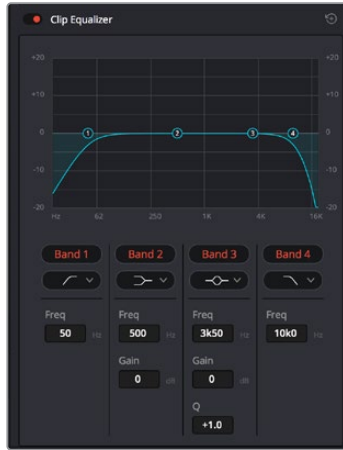 Clip Equalizer
+20 +20
+10 +10
0 1 2 3 4 0
-10 -10
-20 -20
Hz 62 250 1K 4K 16K
Band 1 Band 2 Band 3 Band 4
Freq Freq Freq Freq
50 Hz 500 Hz 3k50 Hz 10k0 Hz
Gain Gain
0 dB 0 dB
Q
+1.0